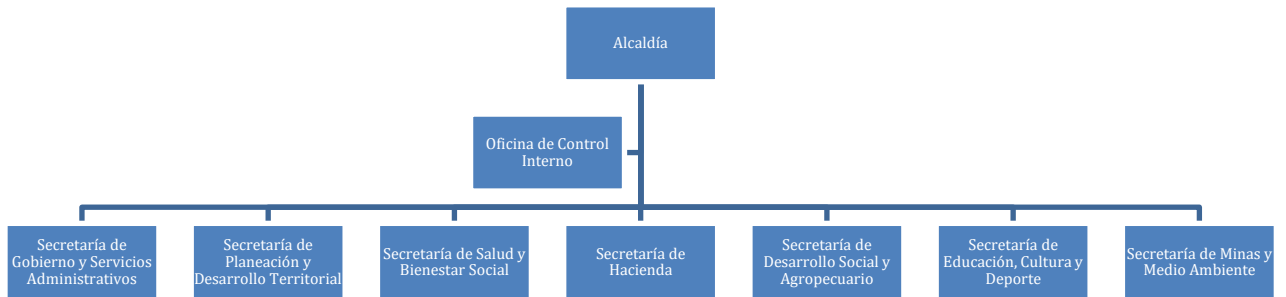 Alcaldía
Oficina de Control
Interno
Secretaría de
Gobierno y Servicios
Administrativos
Secretaría de
Planeación y
Desarrollo Territorial
Secretaría de Salud y
Bienestar Social
Secretaría de
Hacienda
Secretaría de
Desarrollo Social y
Agropecuario
Secretaría de
Educación, Cultura y
Deporte
Secretaría de Minas y
Medio Ambiente